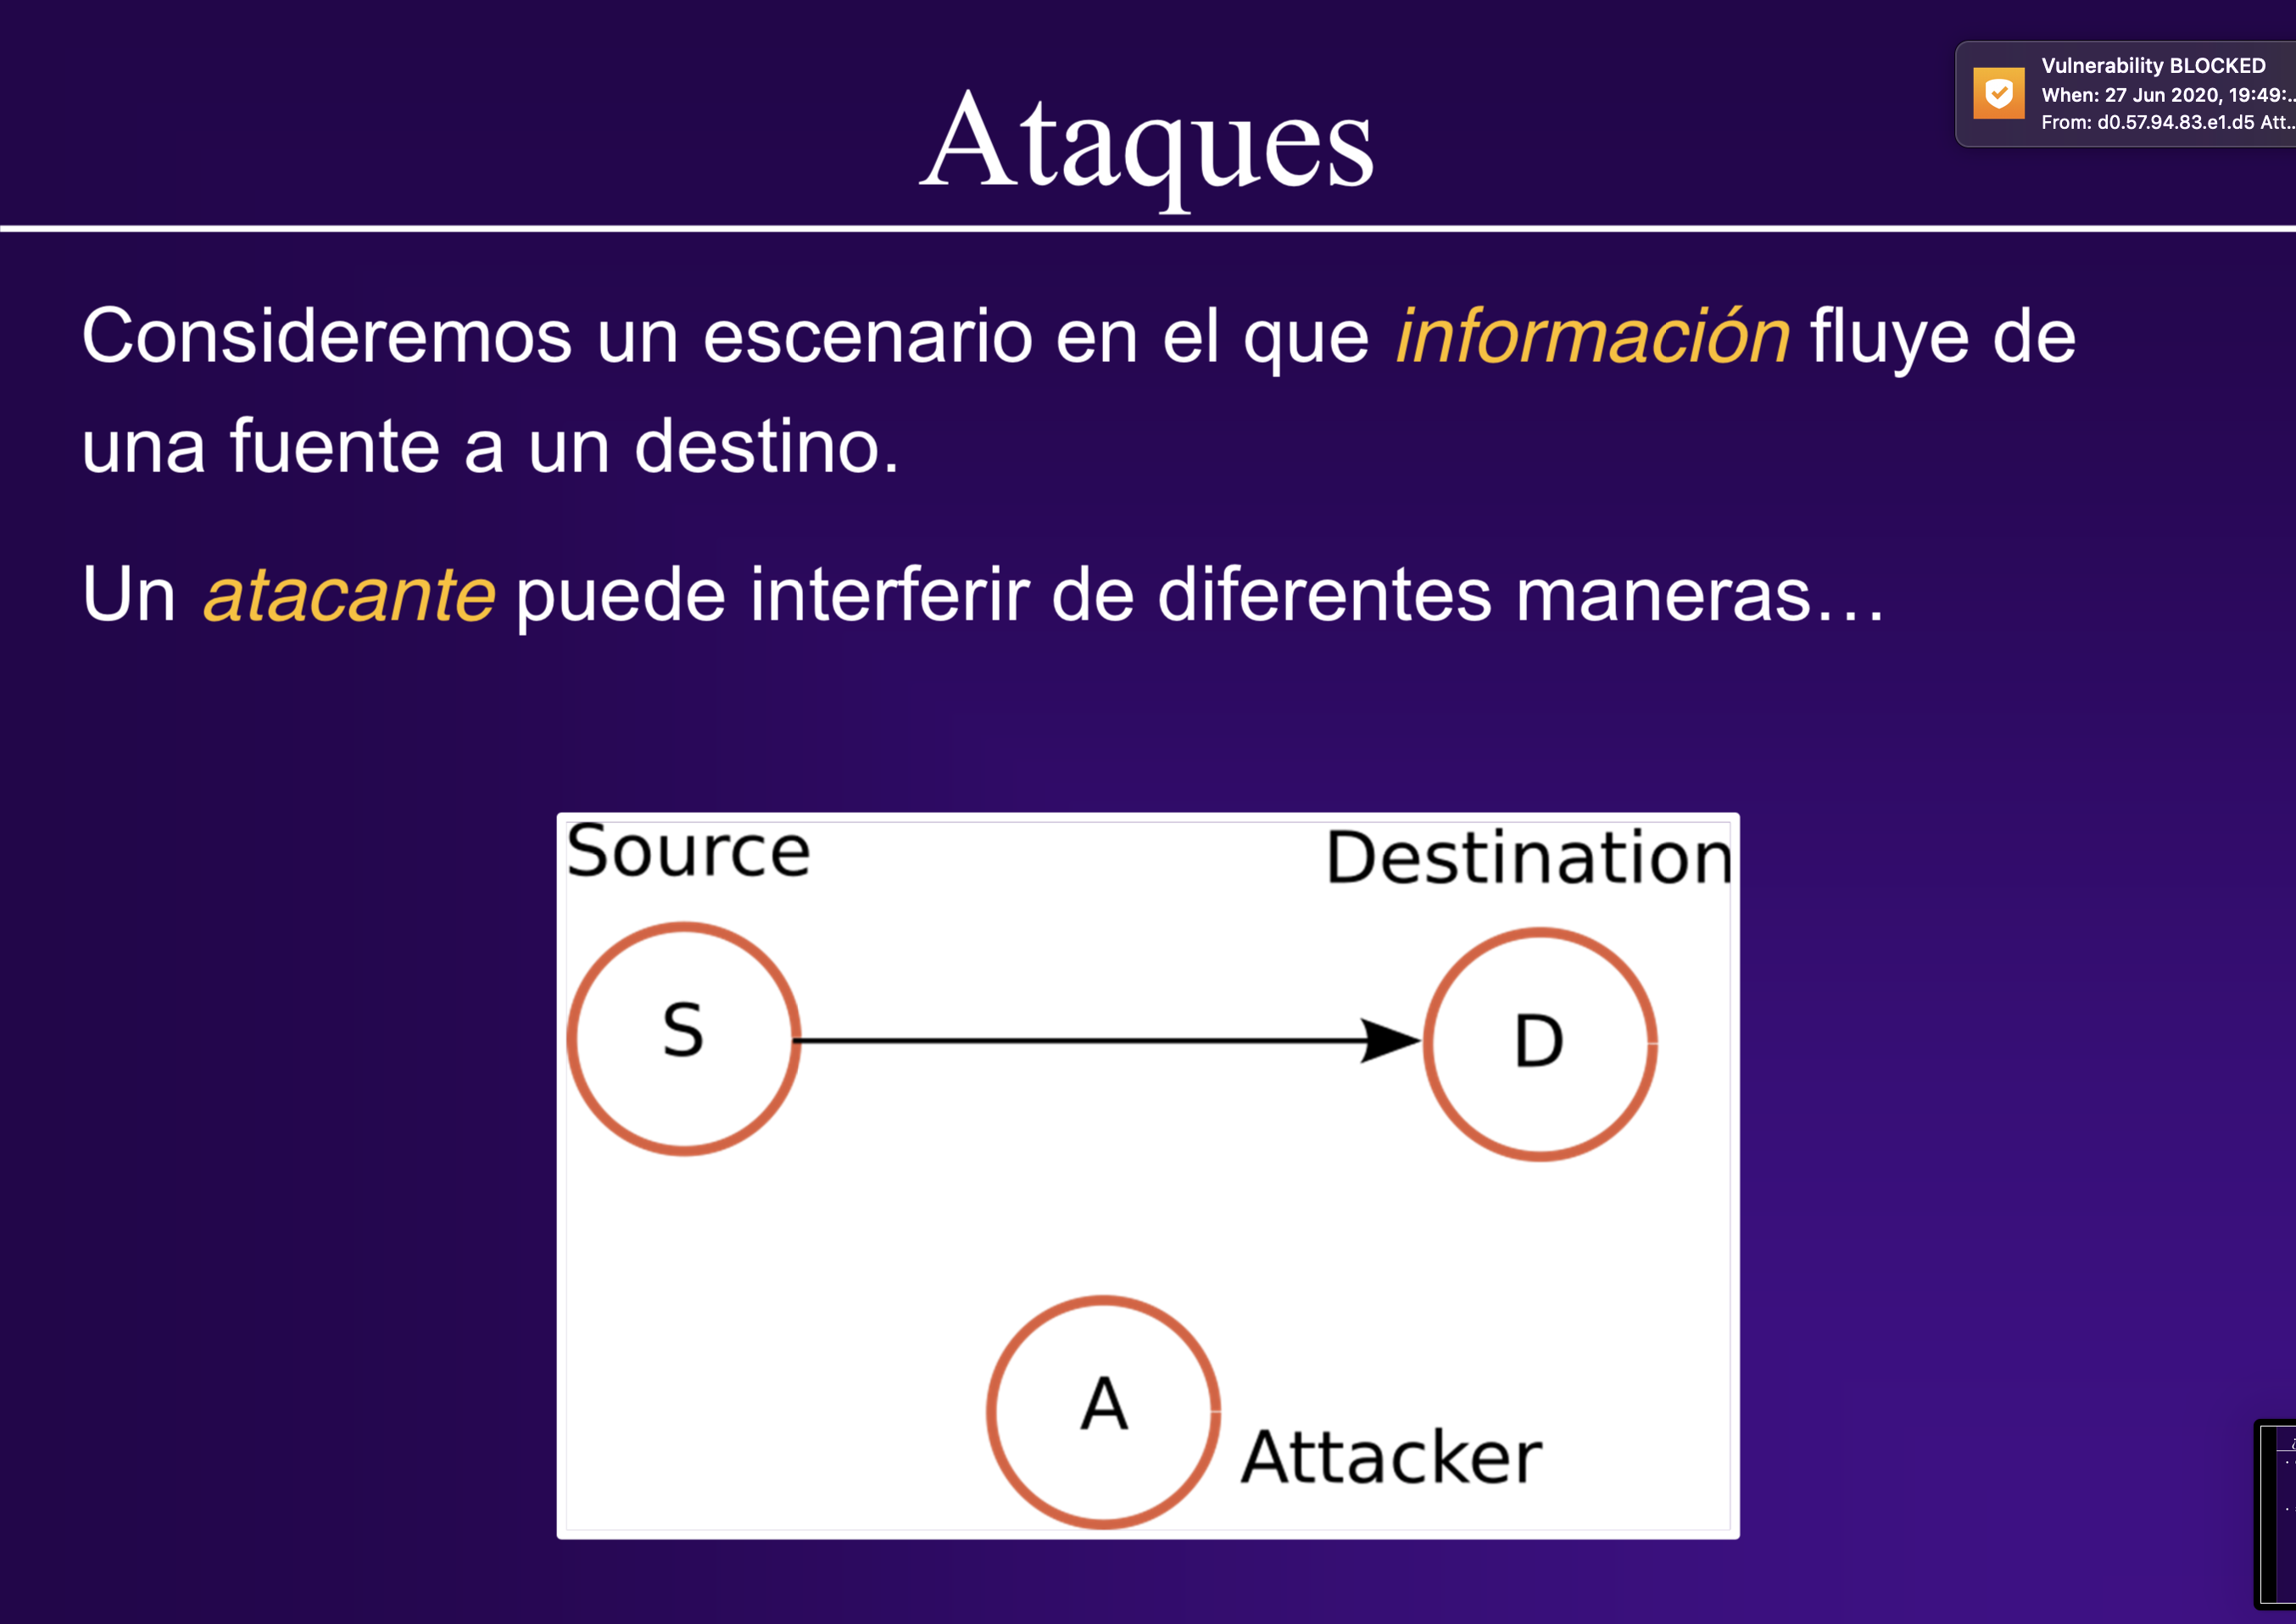 Ataques
Vulnerability BLOCKED
When: 27 Jun 2020, 19:49:..
From: d0.57.94.83.e1.d5 Att..
Consideremos un escenario en el que información fluye de
una fuente a un destino.
Un atacante puede interferir de diferentes maneras…
Source
Destination
S
D
A
Attacker